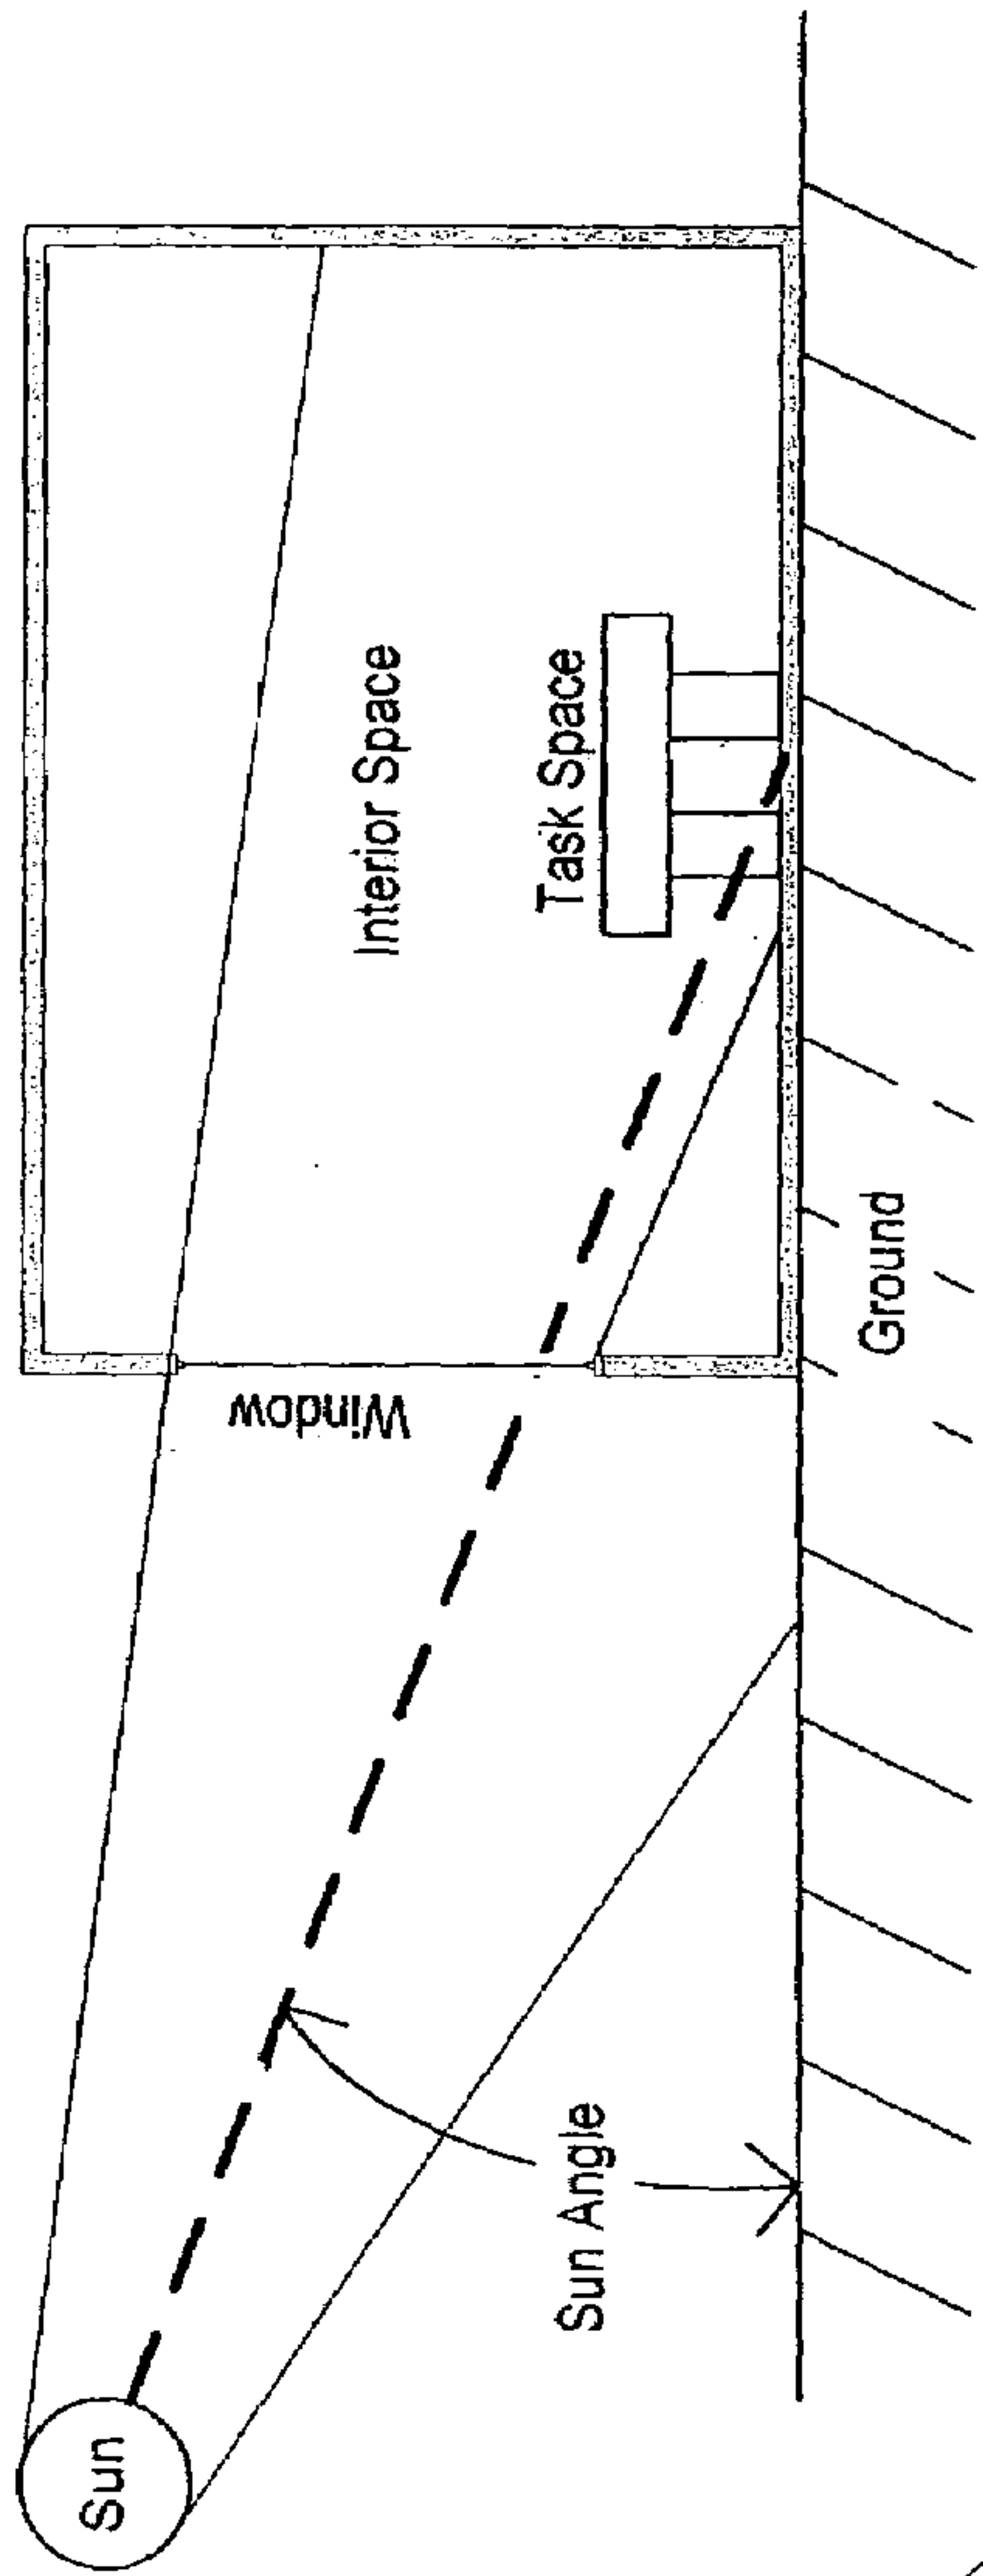 Sun
Sun Angle
Window
Interior Space
Task Space
Ground